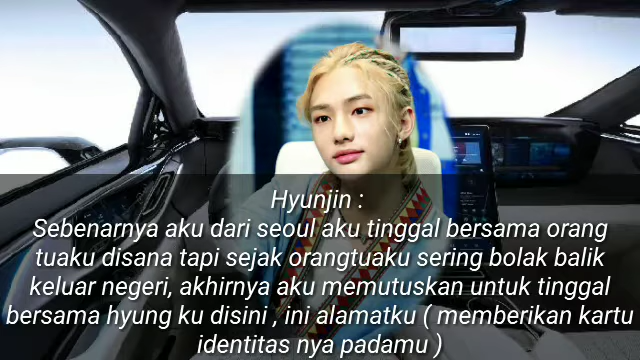 Hyunjin :
Sebenarnya aku dari seoul aku tinggal bersama orang
tuaku disana tapi sejak orangtuaku sering bolak balik
keluar negeri, akhirnya aku memutuskan untuk tinggal
bersama hyung ku disini , ini alamatku ( memberikan kartu
identitas nya padamu )